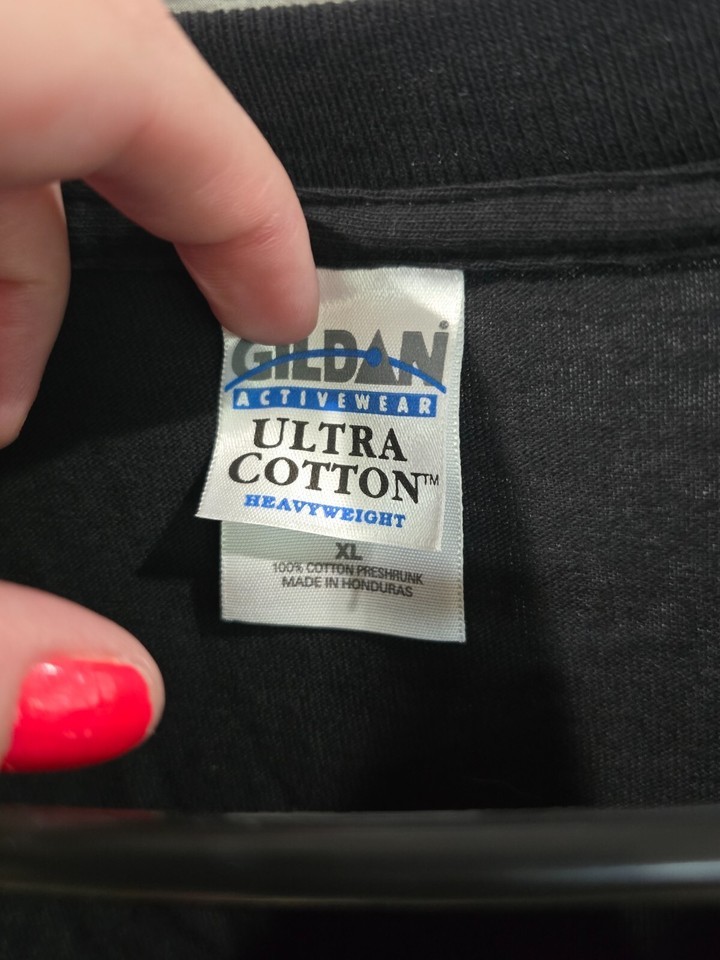 GILDAN®
ACTIVEWEAR
ULTRA
COTTON™
HEAVYWEIGHT
XL
100% COTTON PRESHRUNK
MADE IN HONDURAS